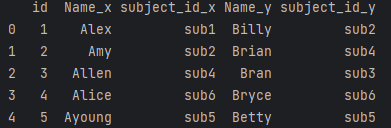 id Name_x subject_id_x Name_y subject_id_y
0 1 Alex sub1 Billy sub2
1 2 Amy sub2 Brian sub4
2 3 Allen sub4 Bran sub3
3 4 Alice sub6 Bryce sub6
4 5 Ayoung sub5 Betty sub5